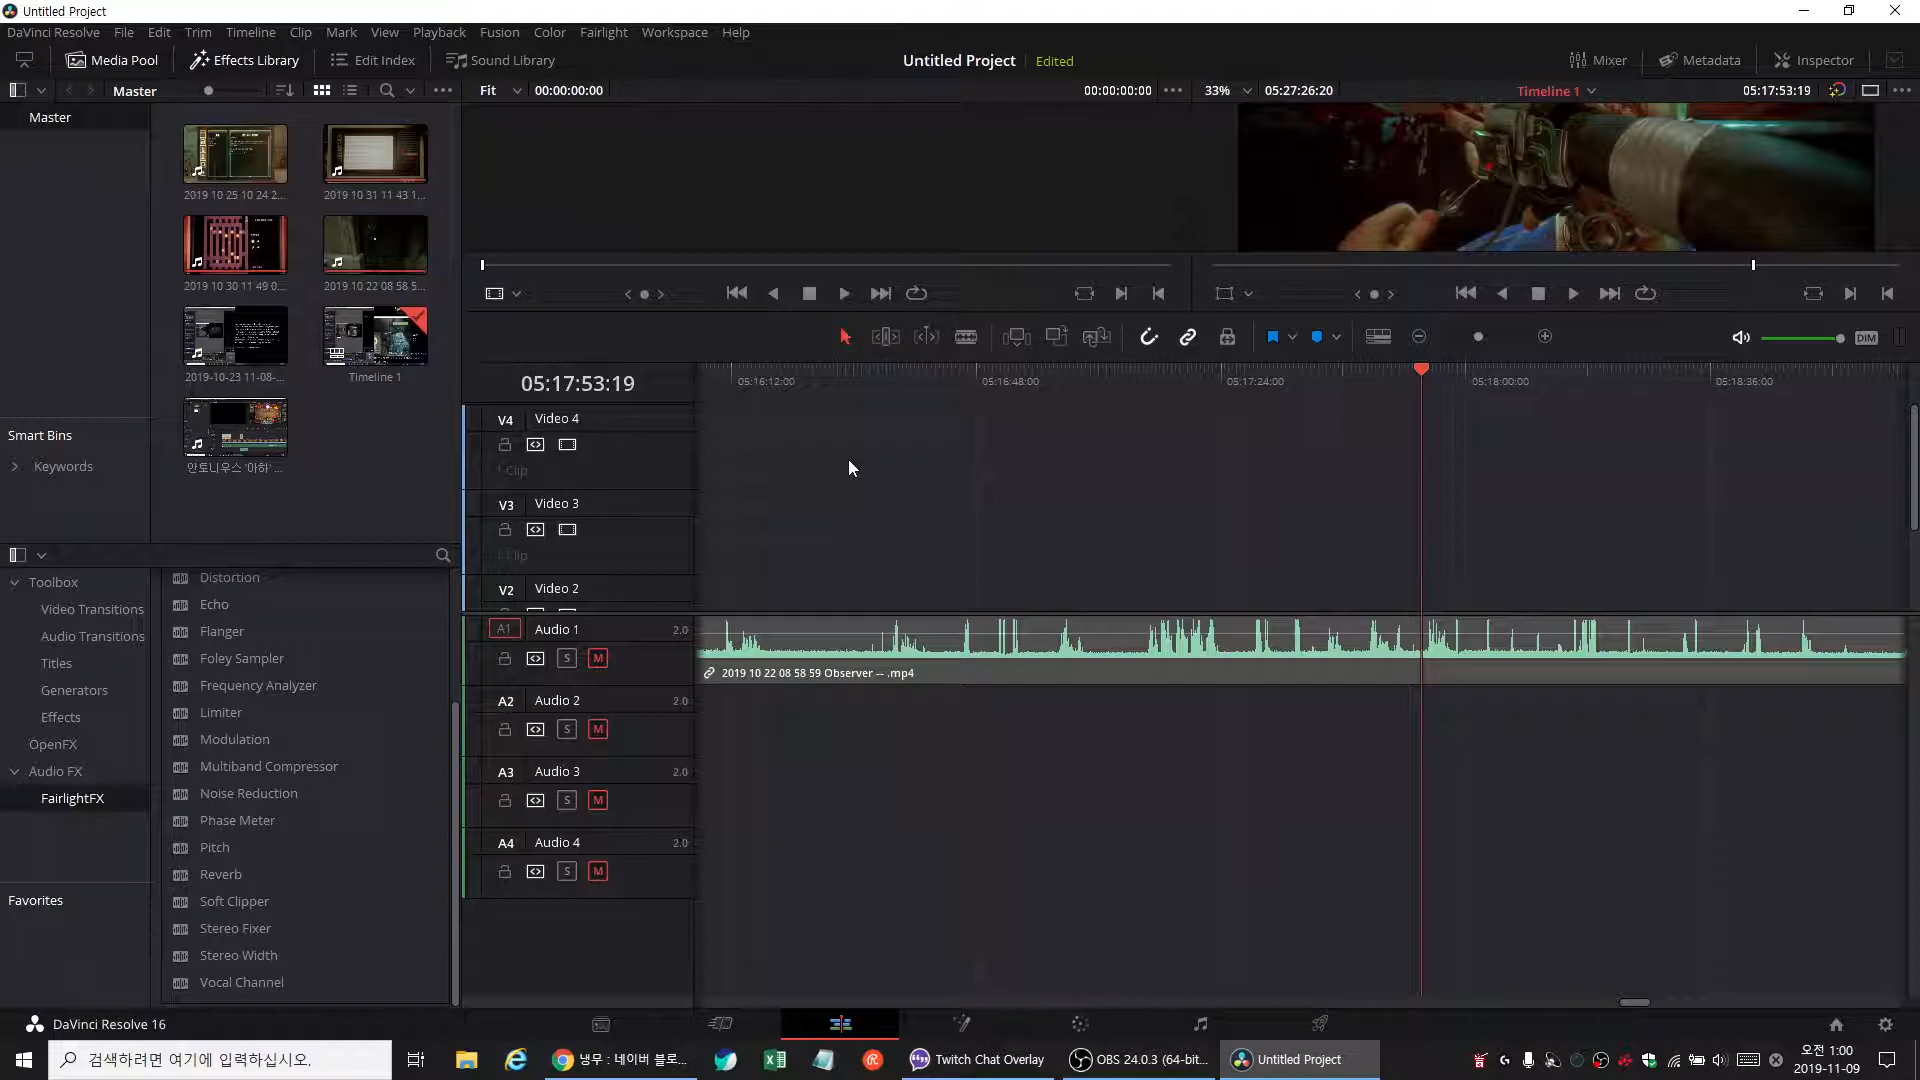 Untitled Project
DaVinci Resolve File Edit Trim Timeline Clip Mark View Playback Fusion Color Fairlight Workspace Help
Media Pool Effects Library Edit Index Sound Library Untitled Project Edited Mixer Metadata Inspector
Master Fit 00:00:00:00 00:00:00:00 33% 05:27:26:20 Timeline 1 05:17:53:19
Master
2019 10 25 10 24 2... 2019 10 31 11 43 1...
2019 10 30 11 49 0... 2019 10 22 08 58 5...
2019-10-23 11-08-... Timeline 1
안토니우스 '아하' ...
Smart Bins
Keywords
DIM
05:17:53:19 05:16:12:00 05:16:48:00 05:17:24:00 05:18:00:00 05:18:36:00
V4 Video 4
Clip
V3 Video 3
Clip
V2 Video 2
A1 Audio 1 2.0
S M
2019 10 22 08 58 59 Observer -- .mp4
A2 Audio 2 2.0
S M
A3 Audio 3 2.0
S M
A4 Audio 4 2.0
S M
Toolbox
Video Transitions
Audio Transitions
Titles
Generators
Effects
OpenFX
Audio FX
FairlightFX
Favorites
Distortion
Echo
Flanger
Foley Sampler
Frequency Analyzer
Limiter
Modulation
Multiband Compressor
Noise Reduction
Phase Meter
Pitch
Reverb
Soft Clipper
Stereo Fixer
Stereo Width
Vocal Channel
DaVinci Resolve 16
검색하려면 여기에 입력하십시오.
냉무 : 네이버 블로...
Twitch Chat Overlay
OBS 24.0.3 (64-bit...
Untitled Project
오전 1:00
2019-11-09